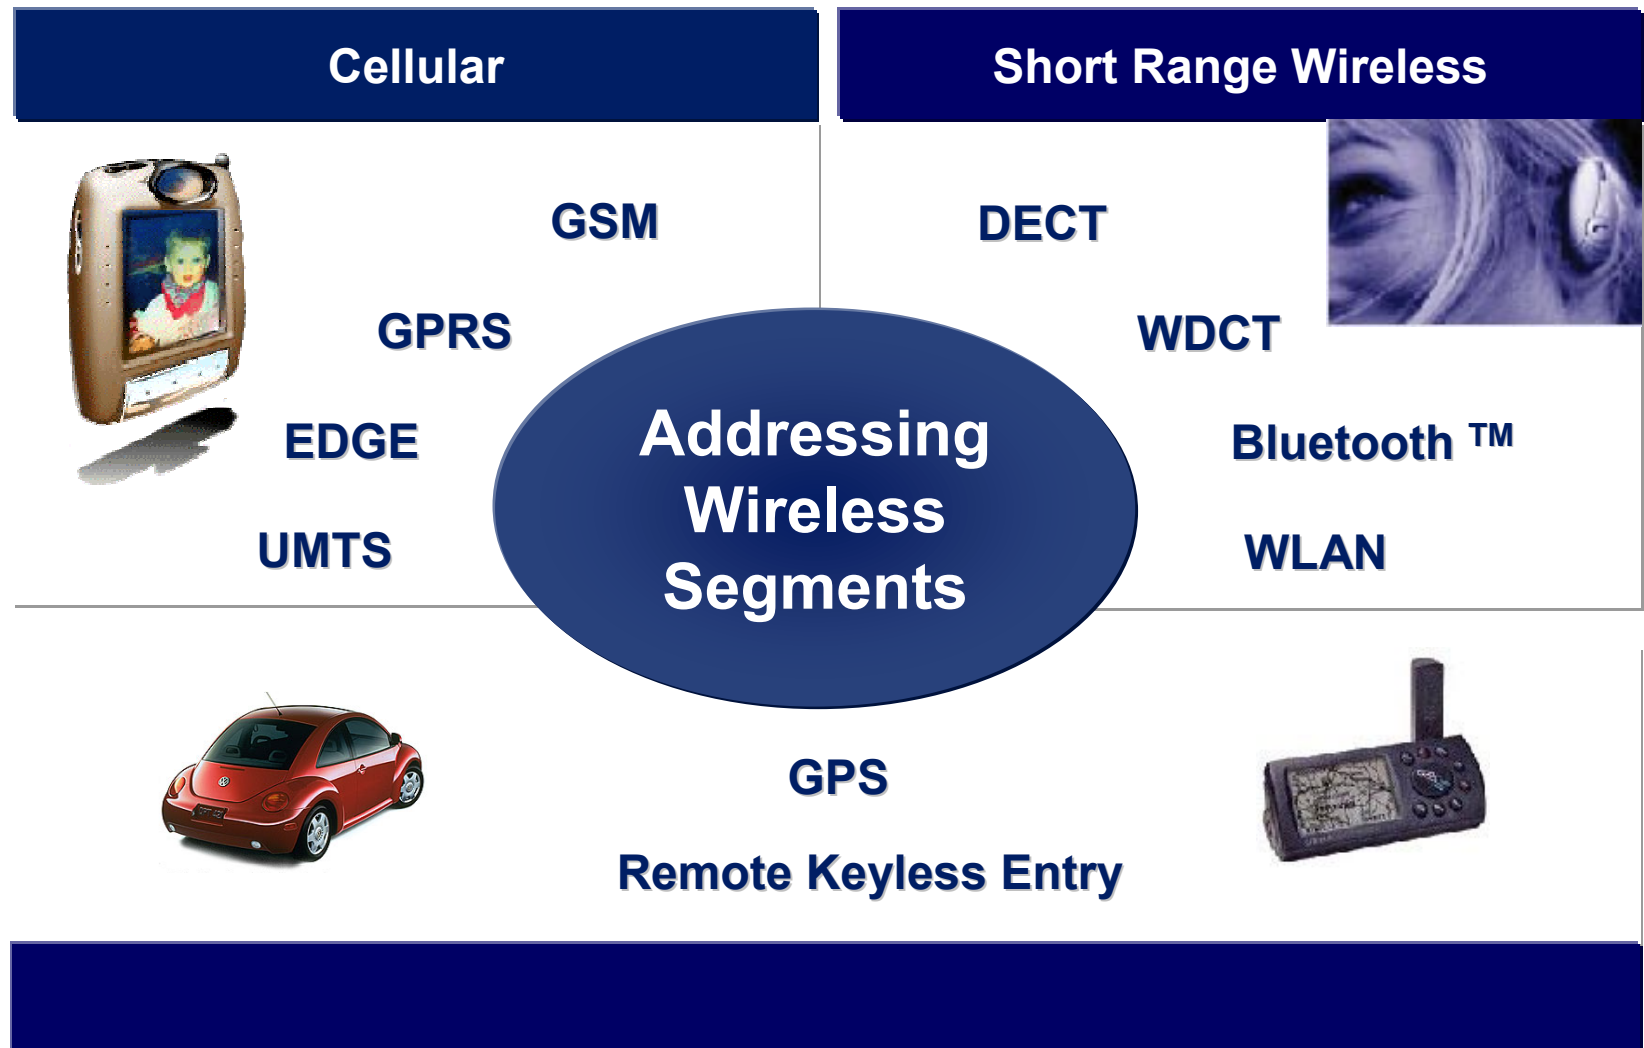 Cellular
Short Range Wireless
GSM
GPRS
EDGE
UMTS
DECT
WDCT
Bluetooth TM
WLAN
Addressing
Wireless
Segments
GPS
Remote Keyless Entry